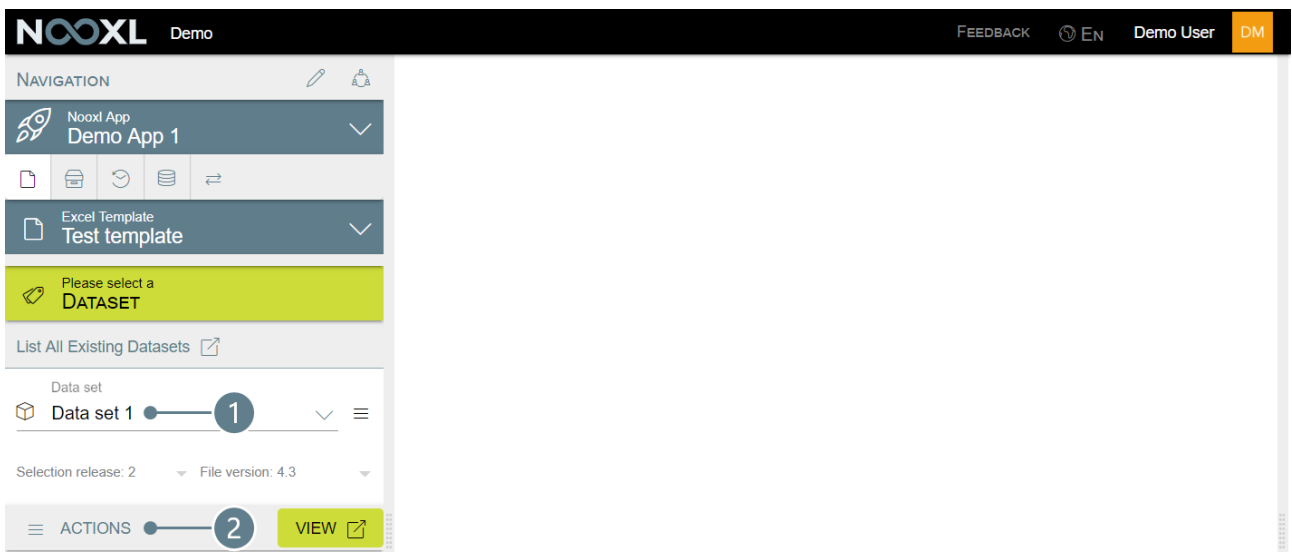 NOOXL Demo FEEDBACK EN Demo User DM
NAVIGATION
Nooxl App
Demo App 1
Excel Template
Test template
Please select a
DATASET
List All Existing Datasets
Data set
Data set 1 1
Selection release: 2 File version: 4.3
ACTIONS 2 VIEW